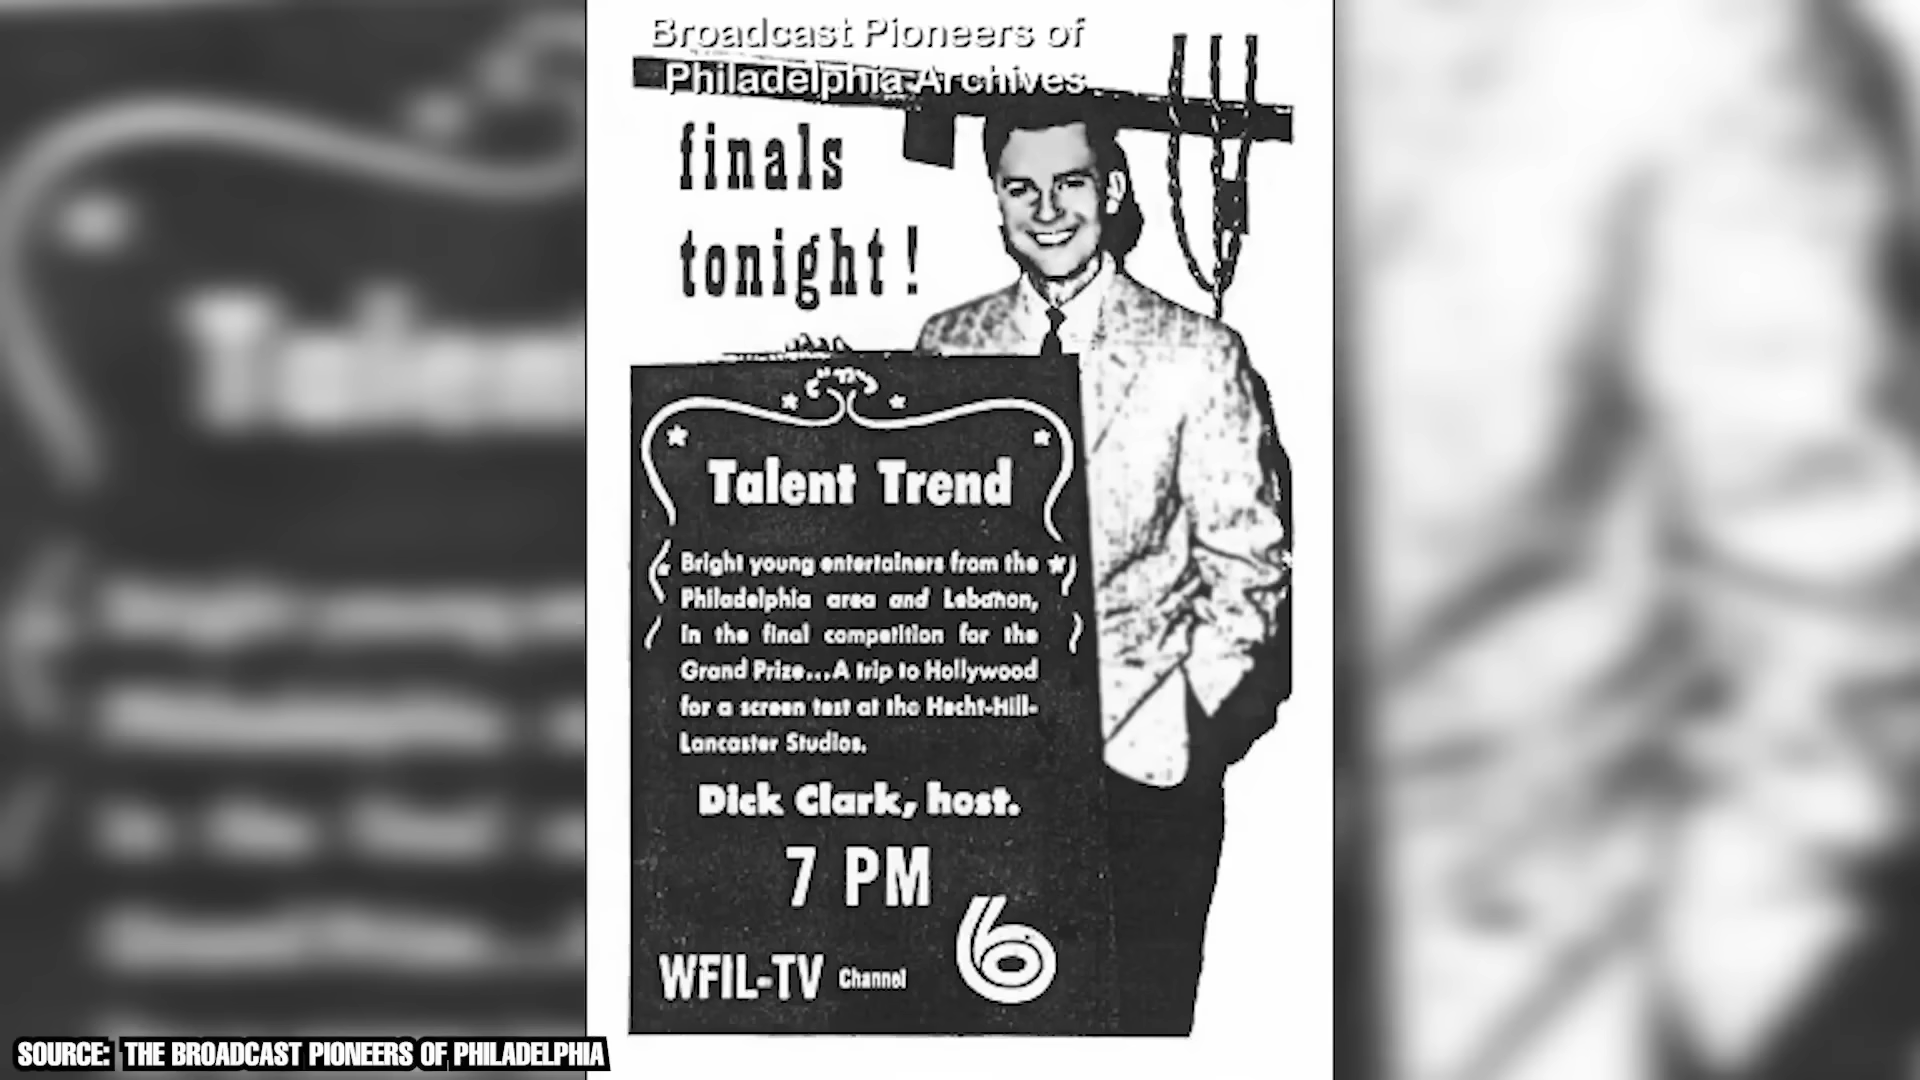 Broadcast Pioneers of
Philadelphia Archives
finals
tonight!
Talent Trend
Bright young entertainers from the
Philadelphia area and Lebanon,
in the final competition for the
Grand Prize...A trip to Hollywood
for a screen test at the Hecht-Hill-
Lancaster Studios.
Dick Clark, host.
7 PM
WFIL-TV Channel 6
SOURCE: THE BROADCAST PIONEERS OF PHILADELPHIA